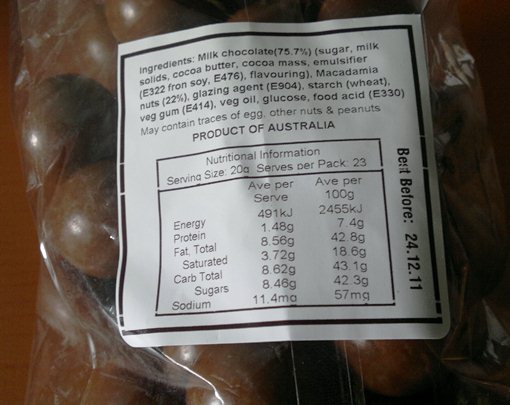 Ingredients: Milk chocolate(75.7%) (sugar, milk
solids, cocoa butter, cocoa mass, emulsifier
(E322 fron soy, E476), flavouring), Macadamia
nuts (22%), glazing agent (E904), starch (wheat),
veg gum (E414), veg oil, glucose, food acid (E330)
May contain traces of egg, other nuts & peanuts
PRODUCT OF AUSTRALIA
Nutritional Information
Serving Size: 20g Serves per Pack: 23
Ave per Ave per
Serve 100g
Energy 491kJ 2455kJ
Protein 1.48g 7.4g
Fat, Total 8.56g 42.8g
Saturated 3.72g 18.6g
Carb Total 8.62g 43.1g
Sugars 8.46g 42.3g
Sodium 11.4mg 57mg
Best Before: 24.12.11